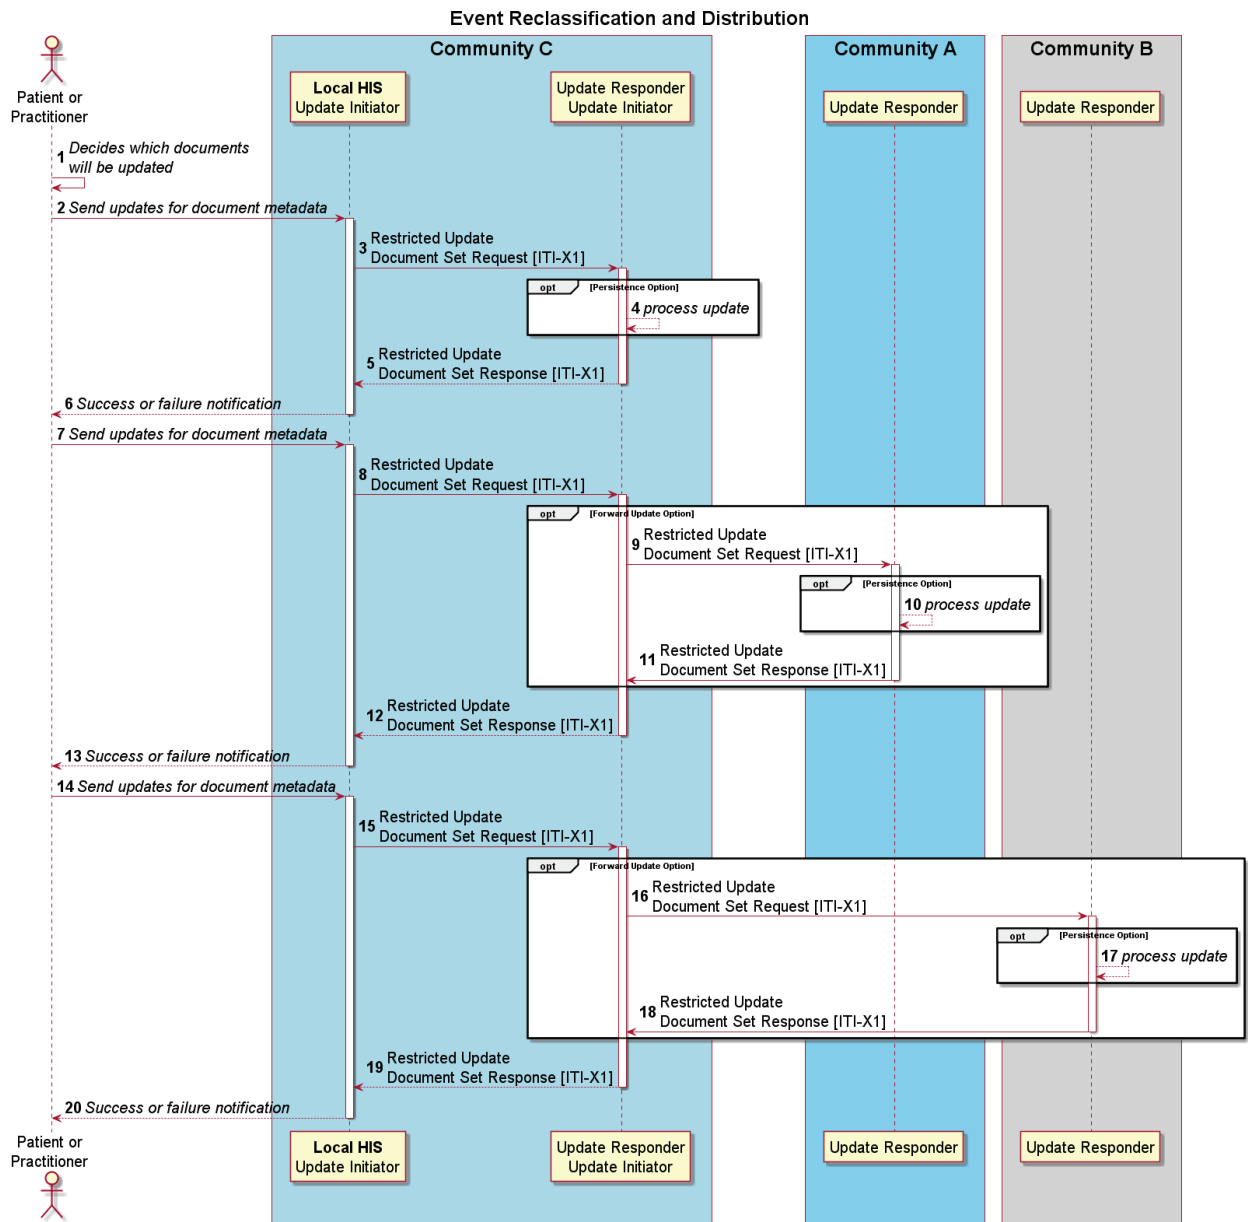 Event Reclassification and Distribution
Community C
Community A
Community B
Patient or
Practitioner
Local HIS
Update Initiator
Update Responder
Update Initiator
Update Responder
Update Responder
1 Decides which documents
will be updated
2 Send updates for document metadata
3 Restricted Update
Document Set Request [ITI-X1]
opt [Persistence Option]
4 process update
5 Restricted Update
Document Set Response [ITI-X1]
6 Success or failure notification
7 Send updates for document metadata
8 Restricted Update
Document Set Request [ITI-X1]
opt [Forward Update Option]
9 Restricted Update
Document Set Request [ITI-X1]
opt [Persistence Option]
10 process update
11 Restricted Update
Document Set Response [ITI-X1]
12 Restricted Update
Document Set Response [ITI-X1]
13 Success or failure notification
14 Send updates for document metadata
15 Restricted Update
Document Set Request [ITI-X1]
opt [Forward Update Option]
16 Restricted Update
Document Set Request [ITI-X1]
opt [Persistence Option]
17 process update
18 Restricted Update
Document Set Response [ITI-X1]
19 Restricted Update
Document Set Response [ITI-X1]
20 Success or failure notification
Patient or
Practitioner
Local HIS
Update Initiator
Update Responder
Update Initiator
Update Responder
Update Responder